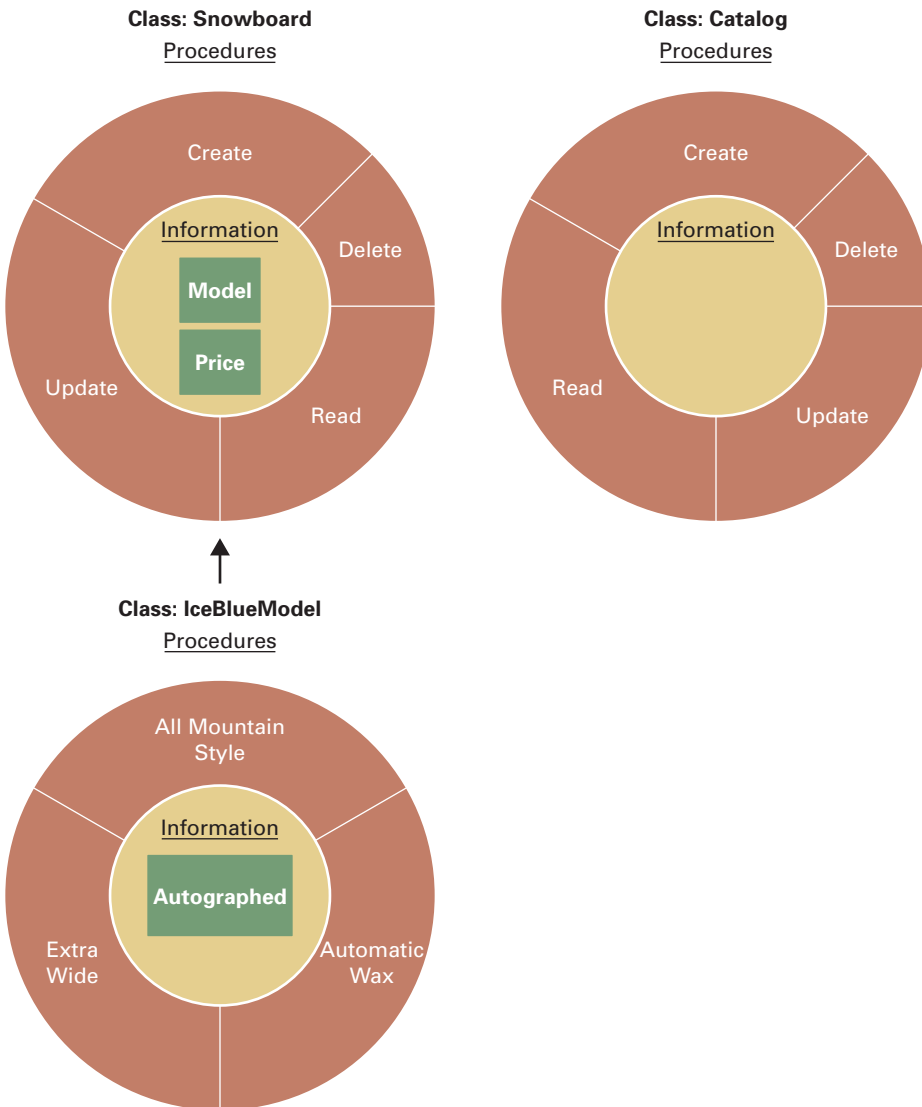 Class: Snowboard
Procedures
Create
Delete
Information
Model
Price
Update
Read
Class: Catalog
Procedures
Create
Delete
Information
Read
Update
Class: IceBlueModel
Procedures
All Mountain
Style
Information
Autographed
Extra
Wide
Automatic
Wax